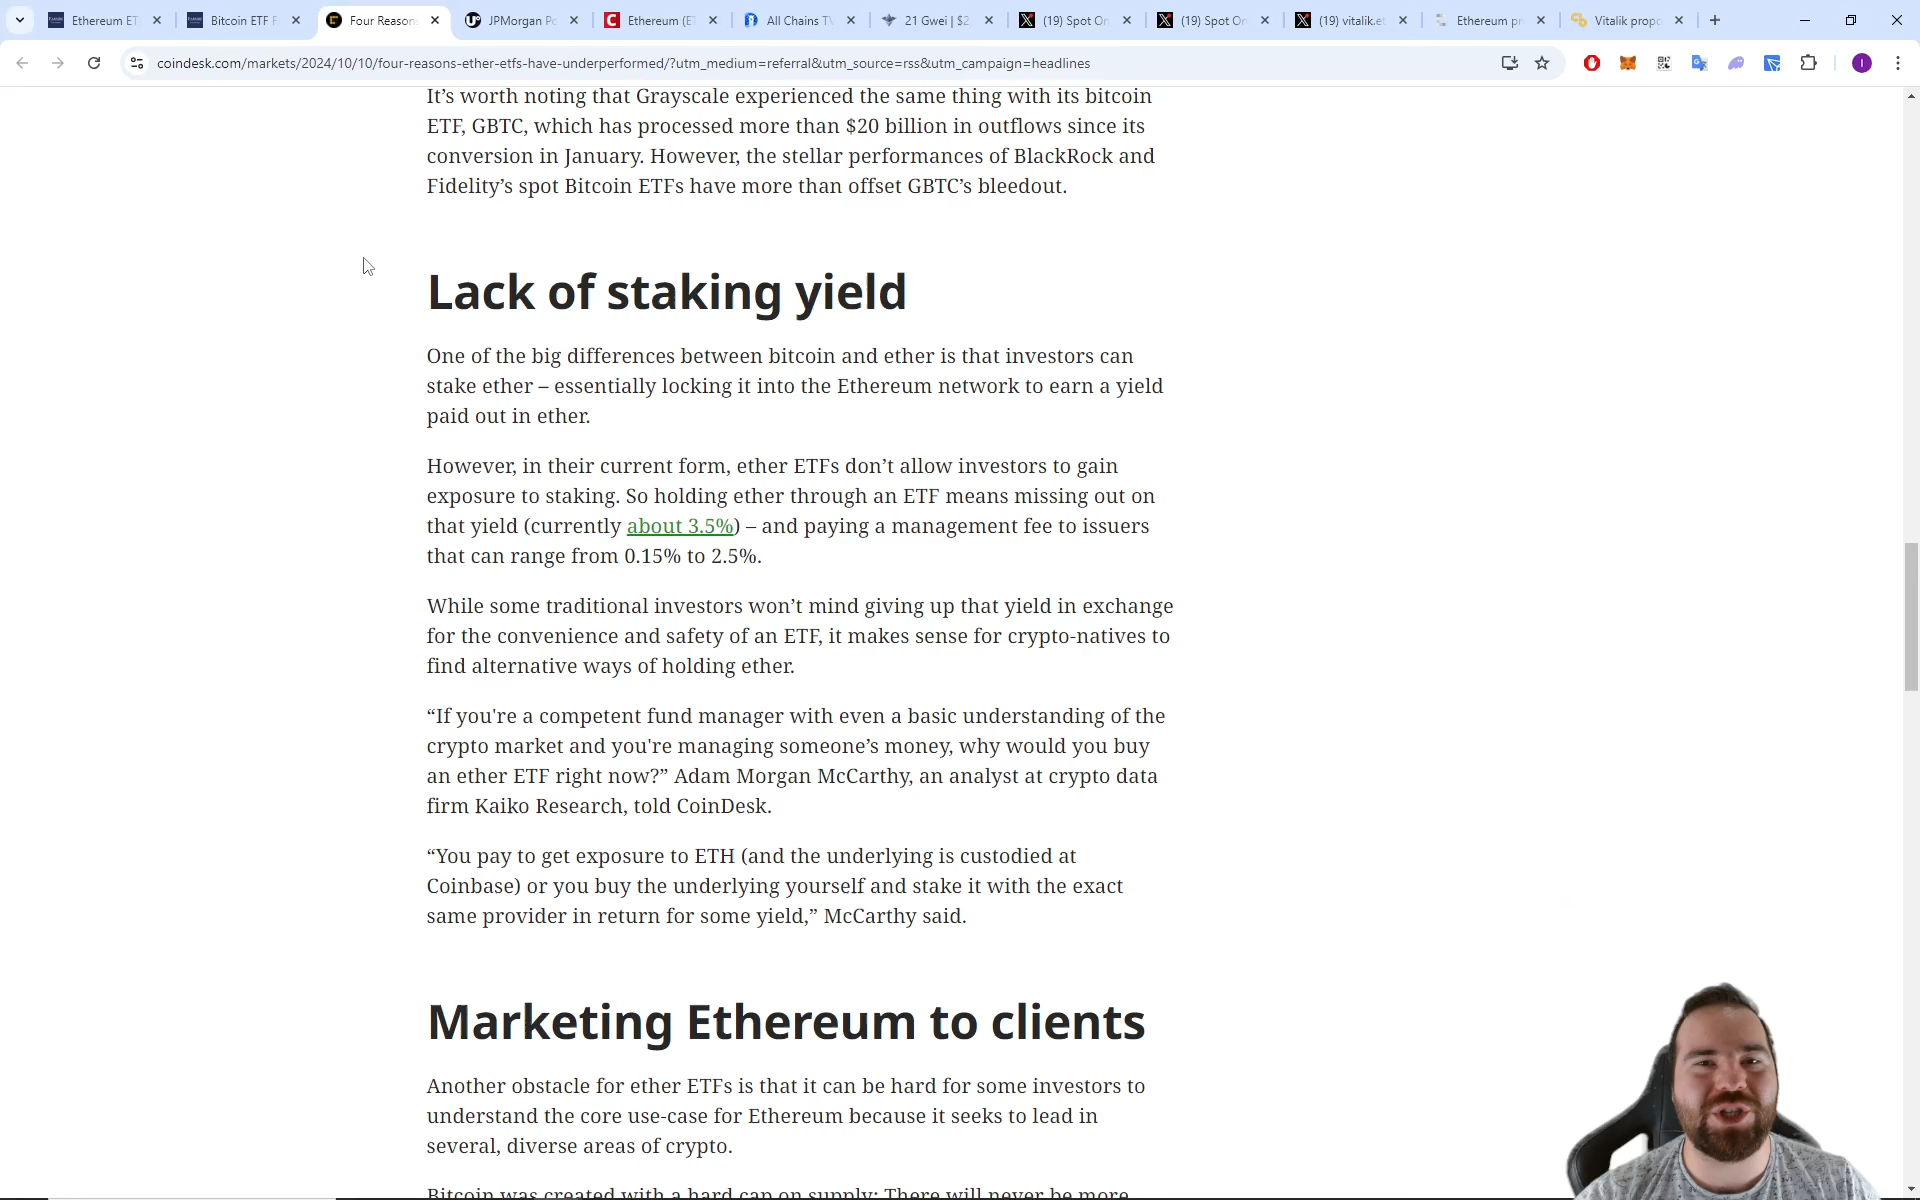 Ethereum ET
Bitcoin ETF F
Four Reason
JPMorgan Po
Ethereum (E
All Chains TV
21 Gwei | $2
(19) Spot On
(19) Spot On
(19) vitalik.et
Ethereum pr
Vitalik propo
coindesk.com/markets/2024/10/10/four-reasons-ether-etfs-have-underperformed/?utm_medium=referral&utm_source=rss&utm_campaign=headlines
It’s worth noting that Grayscale experienced the same thing with its bitcoin
ETF, GBTC, which has processed more than $20 billion in outflows since its
conversion in January. However, the stellar performances of BlackRock and
Fidelity’s spot Bitcoin ETFs have more than offset GBTC’s bleedout.
Lack of staking yield
One of the big differences between bitcoin and ether is that investors can
stake ether – essentially locking it into the Ethereum network to earn a yield
paid out in ether.
However, in their current form, ether ETFs don’t allow investors to gain
exposure to staking. So holding ether through an ETF means missing out on
that yield (currently about 3.5%) – and paying a management fee to issuers
that can range from 0.15% to 2.5%.
While some traditional investors won’t mind giving up that yield in exchange
for the convenience and safety of an ETF, it makes sense for crypto-natives to
find alternative ways of holding ether.
“If you're a competent fund manager with even a basic understanding of the
crypto market and you're managing someone’s money, why would you buy
an ether ETF right now?” Adam Morgan McCarthy, an analyst at crypto data
firm Kaiko Research, told CoinDesk.
“You pay to get exposure to ETH (and the underlying is custodied at
Coinbase) or you buy the underlying yourself and stake it with the exact
same provider in return for some yield,” McCarthy said.
Marketing Ethereum to clients
Another obstacle for ether ETFs is that it can be hard for some investors to
understand the core use-case for Ethereum because it seeks to lead in
several, diverse areas of crypto.
Bitcoin was created with a hard cap on supply: There will never be more